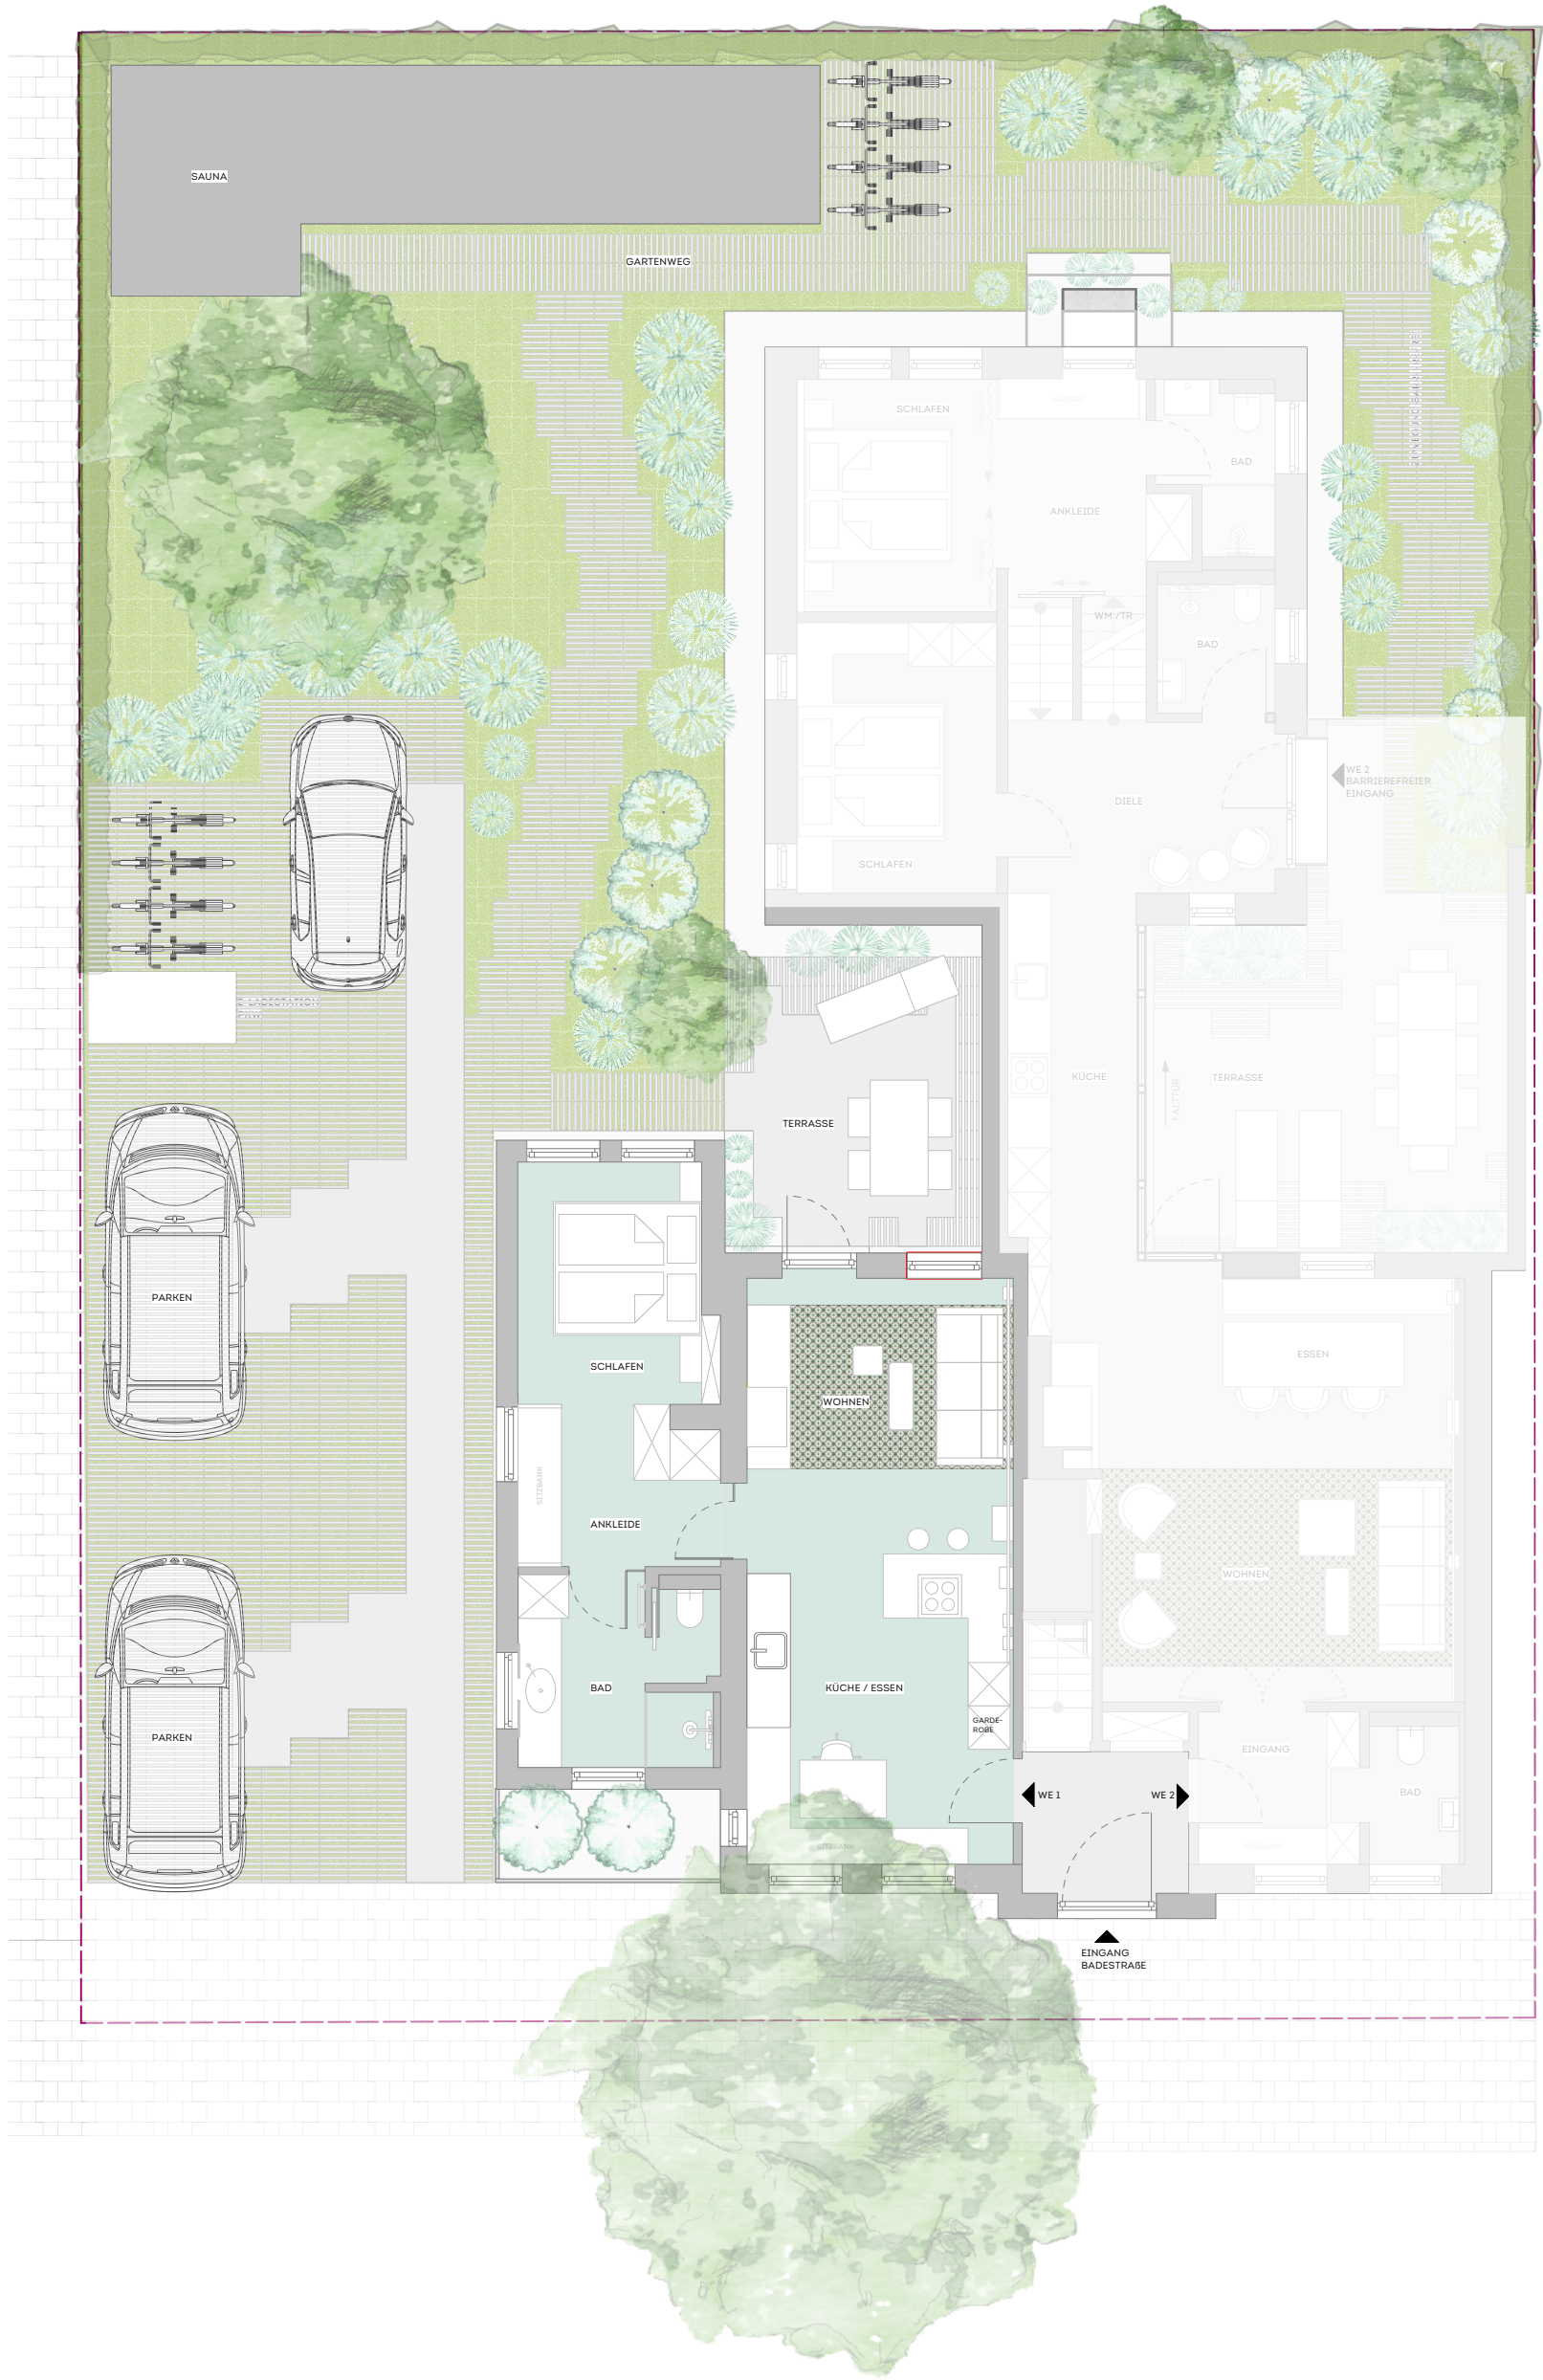 SAUNA
GARTENWEG
SCHLAFEN
BAD
ANKLEIDE
WM /TR
BAD
WE 2
BARRIEREFREIER
EINGANG
DIELE
SCHLAFEN
E-LADESTATION
KÜCHE
TERRASSE
FALTTÜR
TERRASSE
PARKEN
ESSEN
SCHLAFEN
WOHNEN
SITZBANK
ANKLEIDE
WOHNEN
BAD
KÜCHE / ESSEN
GARDE-
ROBE
PARKEN
EINGANG
BAD
WE 1
WE 2
SITZBANK
EINGANG
BADESTRAßE